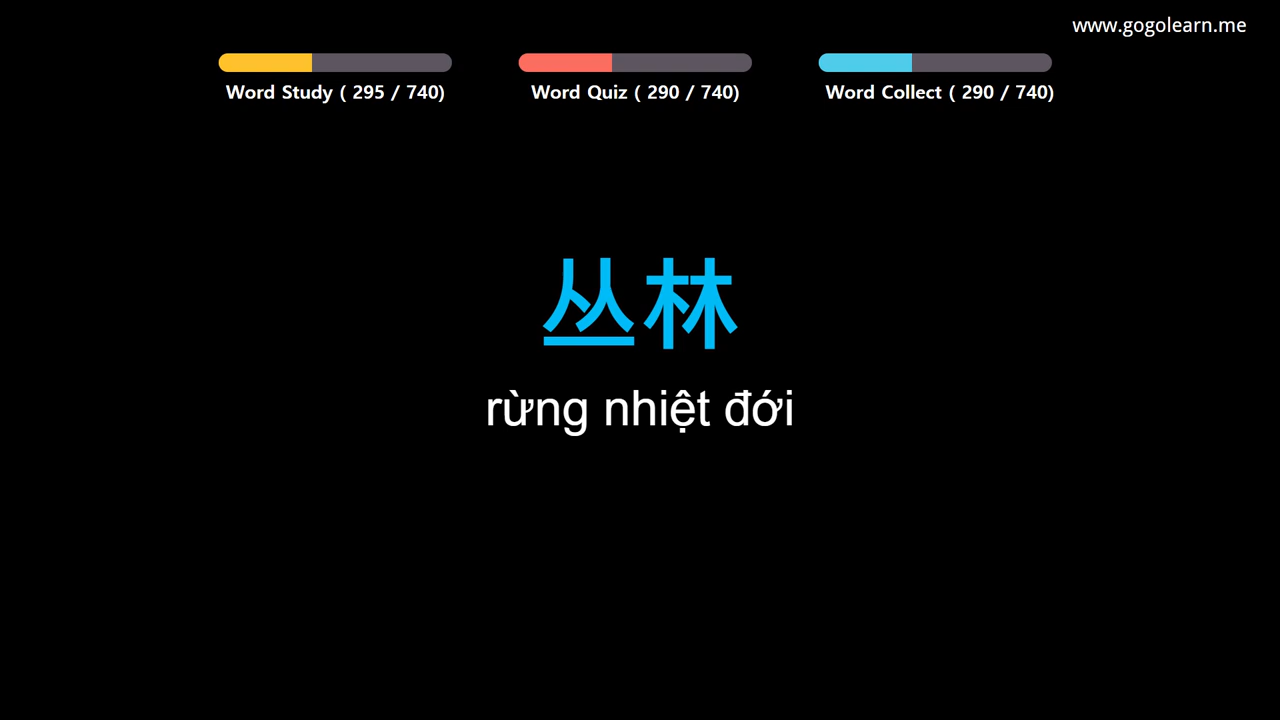 www.gogolearn.me
Word Study ( 295 / 740)
Word Quiz ( 290 / 740)
Word Collect ( 290 / 740)
丛林
rừng nhiệt đới